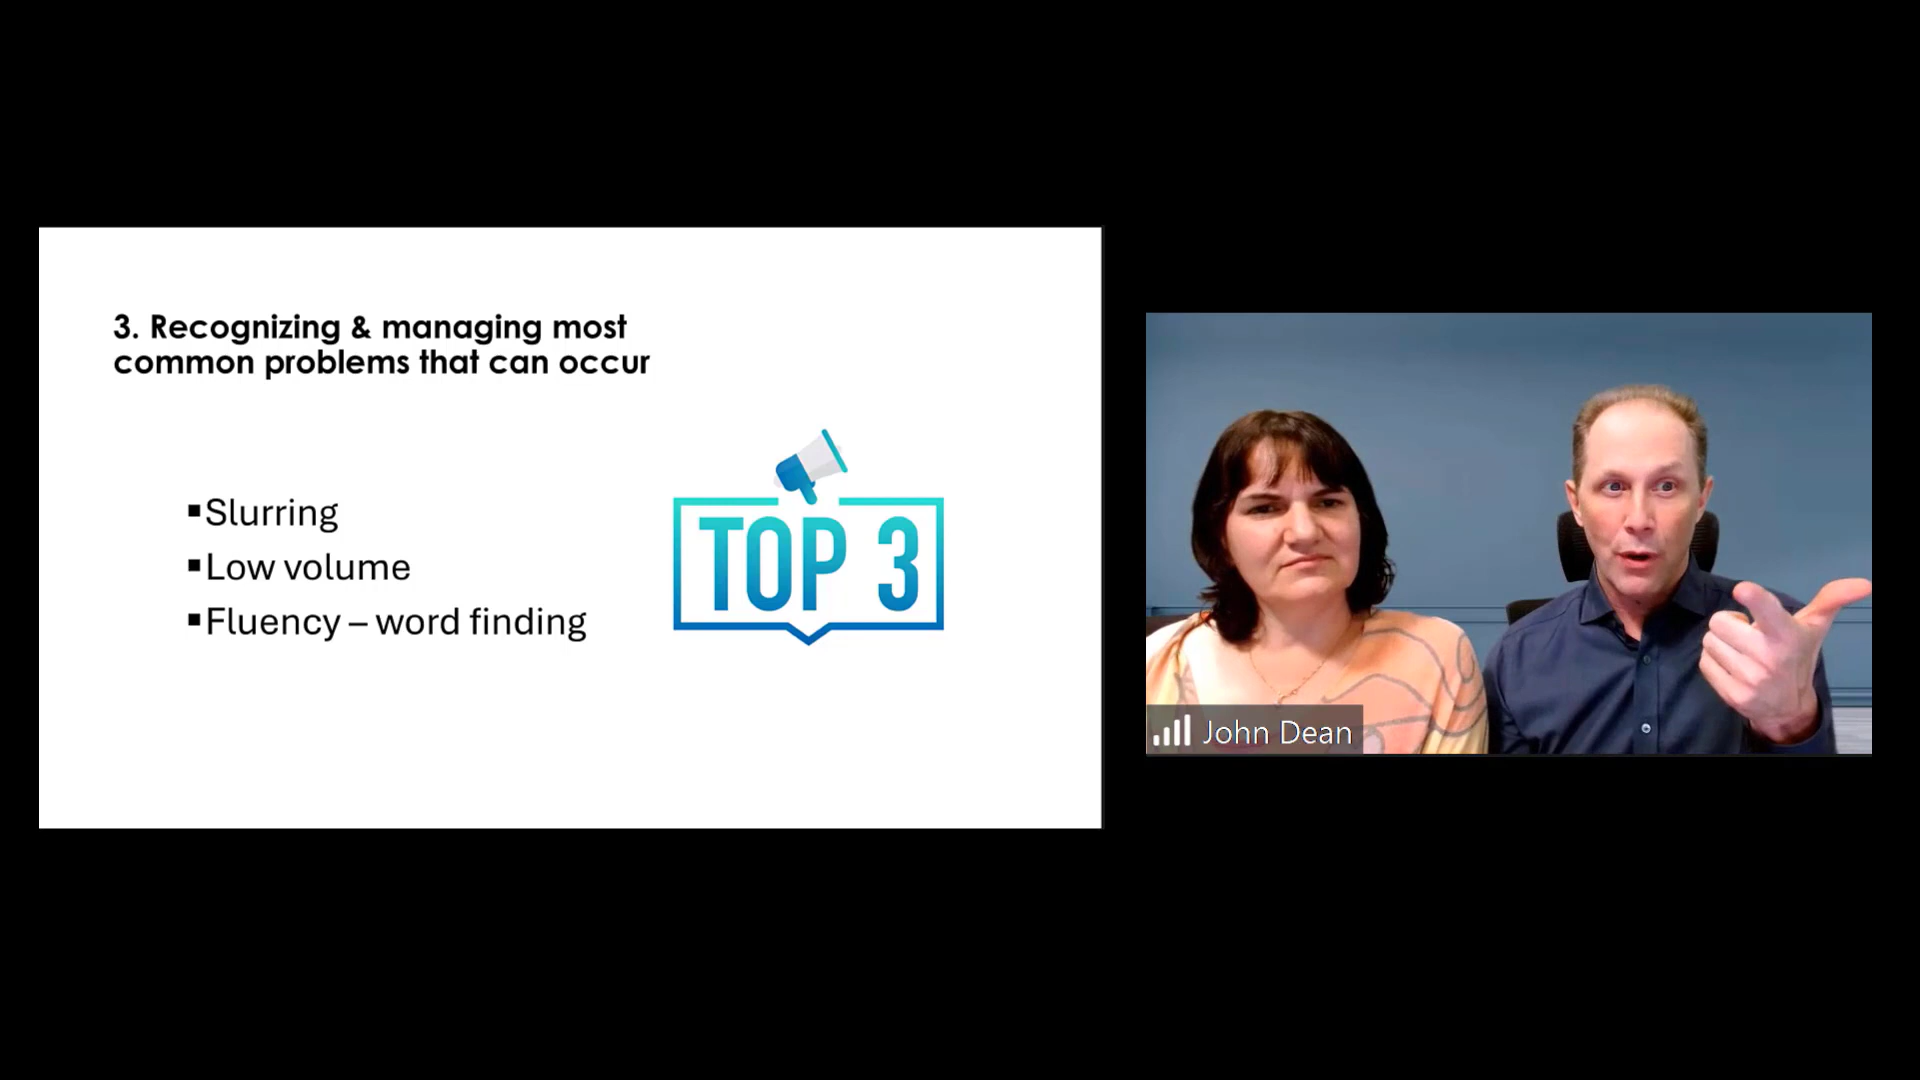 3. Recognizing & managing most
common problems that can occur
▪Slurring
▪Low volume
▪Fluency – word finding
TOP 3
John Dean